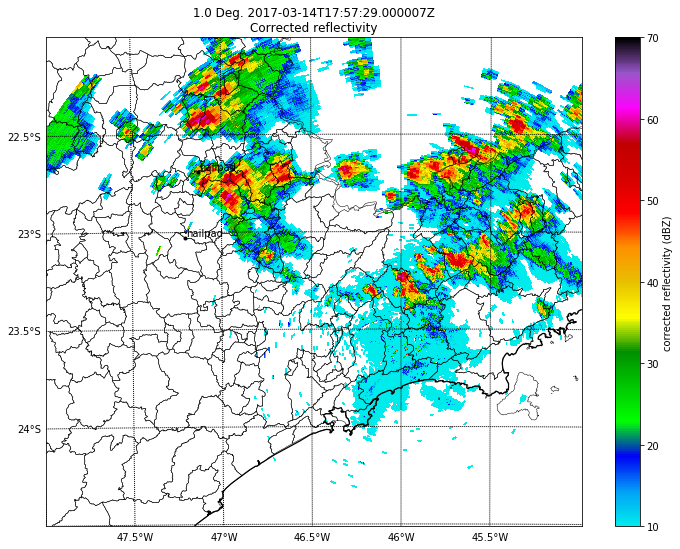 1.0 Deg. 2017-03-14T17:57:29.000007Z
Corrected reflectivity
22.5°S
23°S
23.5°S
24°S
hailpad
hailpad
47.5°W
47°W
46.5°W
46°W
45.5°W
70
60
50
40
30
20
10
corrected reflectivity (dBZ)